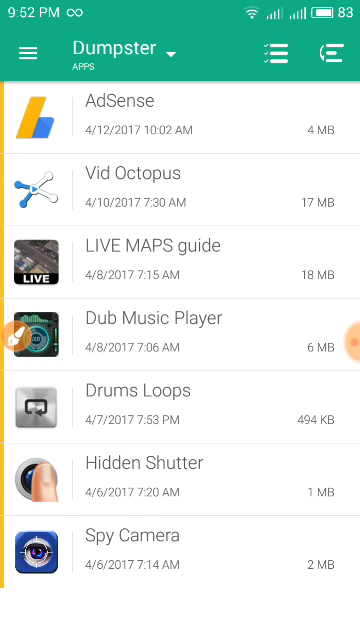 9:52 PM
83
Dumpster
APPS
AdSense
4/12/2017 10:02 AM
4 MB
Vid Octopus
4/10/2017 7:30 AM
17 MB
LIVE MAPS guide
4/8/2017 7:15 AM
18 MB
LIVE
Dub Music Player
4/8/2017 7:06 AM
6 MB
Drums Loops
4/7/2017 7:53 PM
494 KB
Hidden Shutter
4/6/2017 7:20 AM
1 MB
Spy Camera
4/6/2017 7:14 AM
2 MB